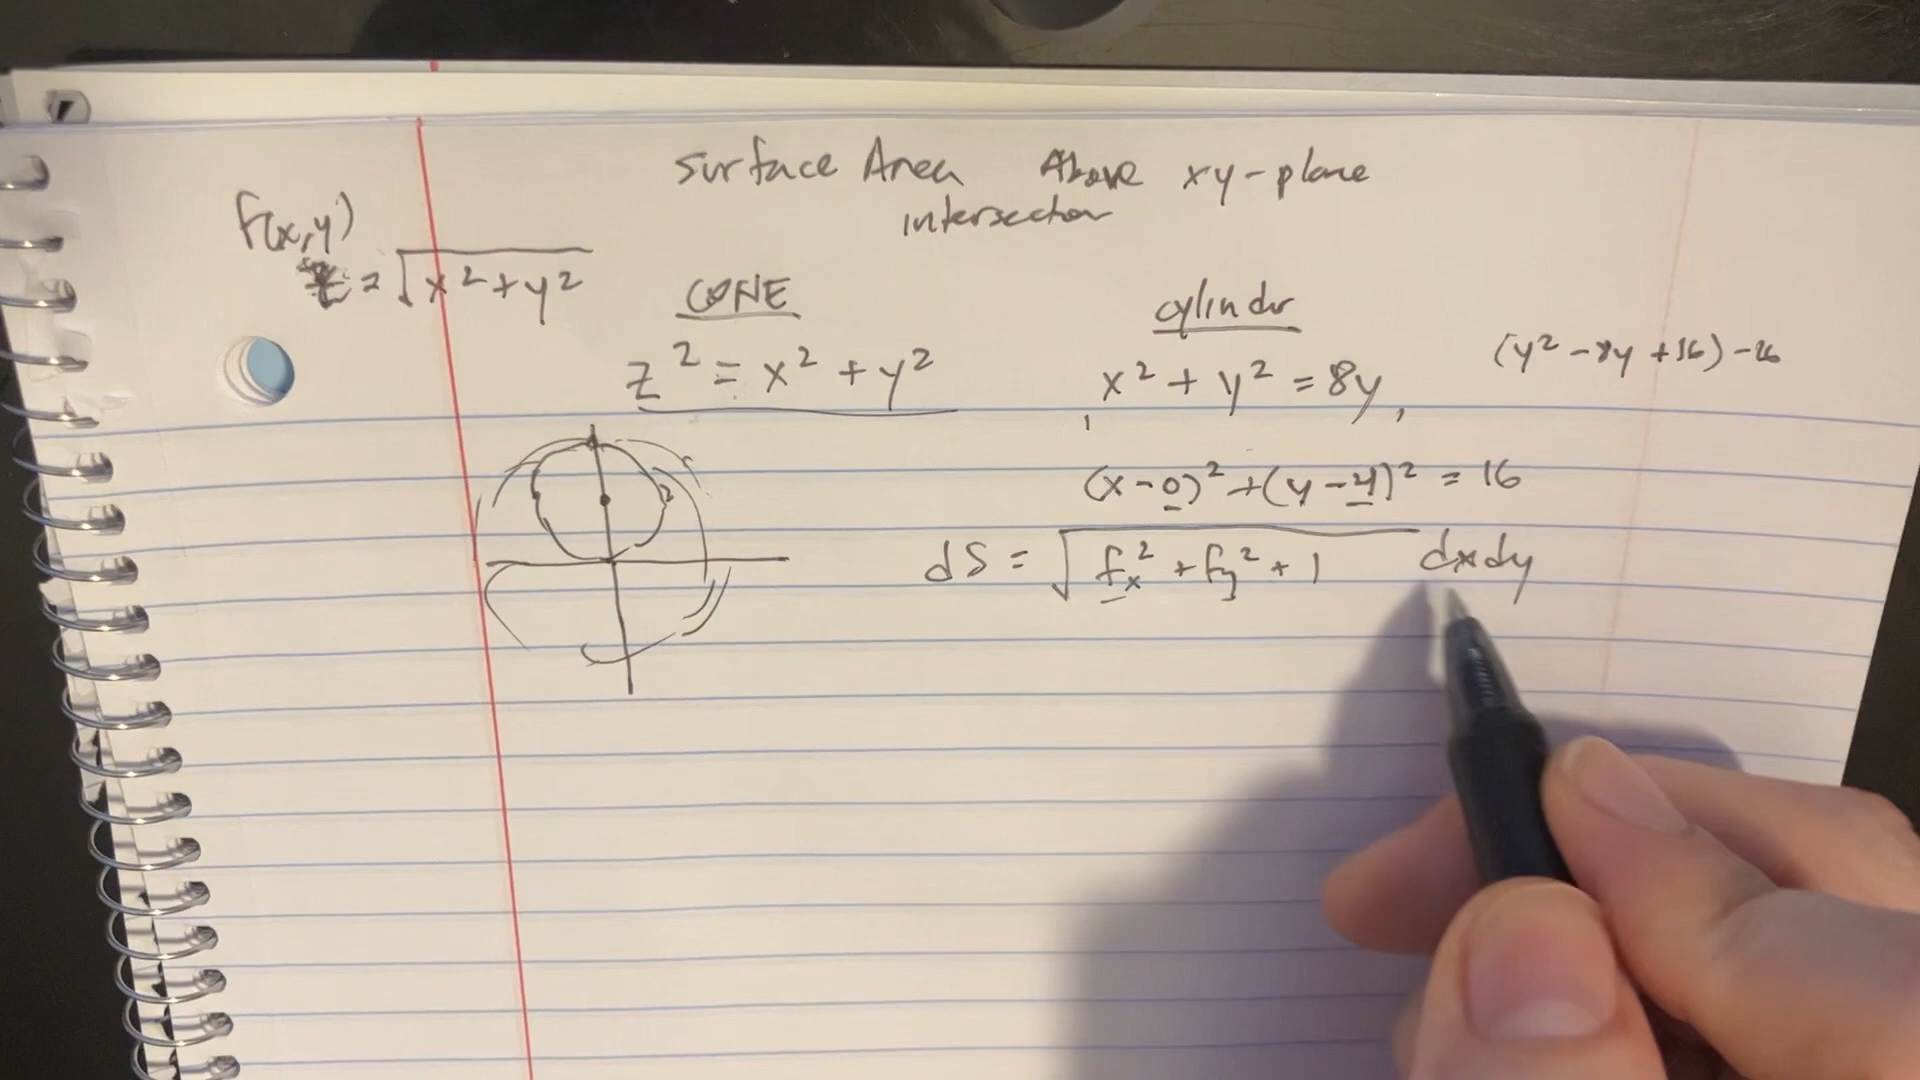 Surface Area Above xy-plane
intersection
f(x,y)
z = √(x² + y²)
CONE
cylinder
z² = x² + y²
x² + y² = 8y,
(y² - 8y + 16) - 16
(x - 0)² + (y - 4)² = 16
dS = √(fx² + fy² + 1) dxdy